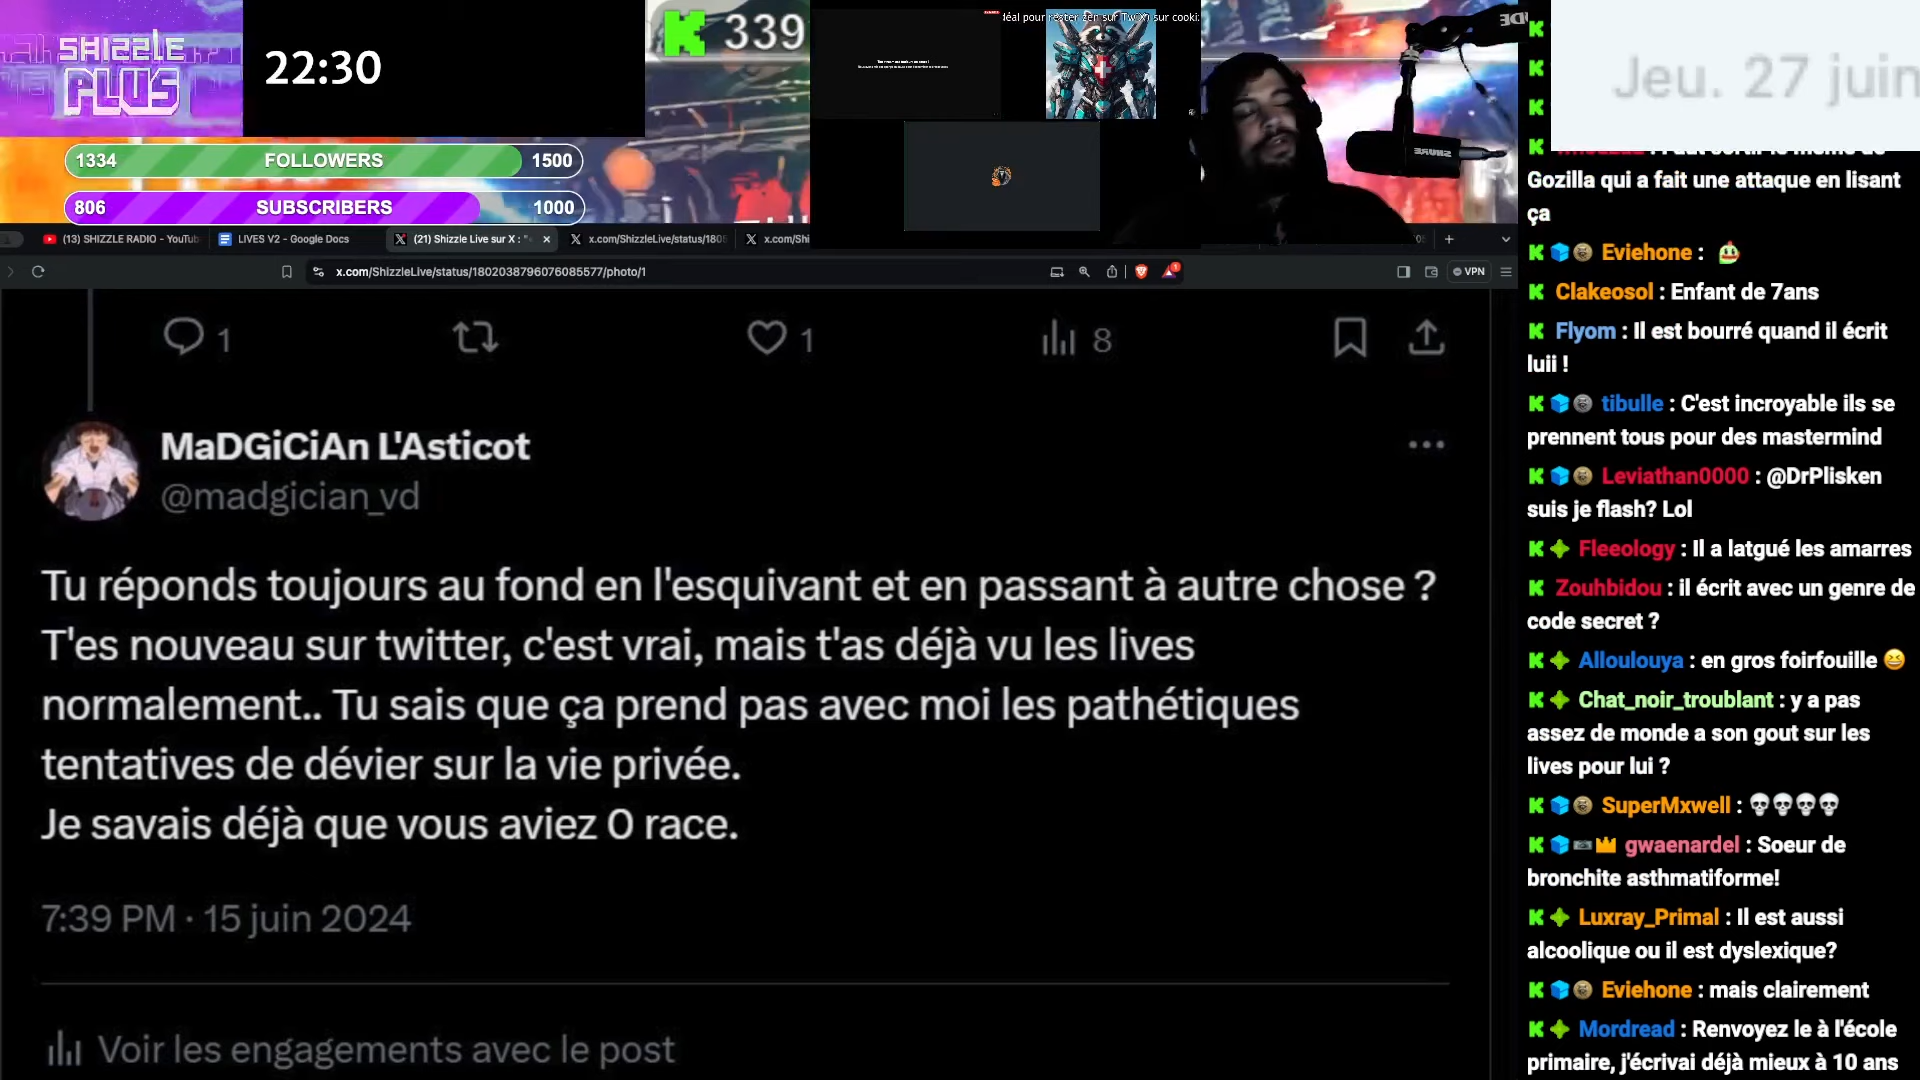 SHIZZLE
PLUS
22:30
339
déal pour rester zen sur Tw
sur cooki
SHURE
1334 FOLLOWERS 1500
806 SUBSCRIBERS 1000
Jeu. 27 juin
(13) SHIZZLE RADIO - YouTub
LIVES V2 - Google Docs
(21) Shizzle Live sur X : "
x.com/ShizzleLive/status/180
x.com/Shi
x.com/ShizzleLive/status/1802038796076085577/photo/1
VPN
1
1
8
MaDGiCiAn L'Asticot
@madgician_vd
Tu réponds toujours au fond en l'esquivant et en passant à autre chose ?
T'es nouveau sur twitter, c'est vrai, mais t'as déjà vu les lives
normalement.. Tu sais que ça prend pas avec moi les pathétiques
tentatives de dévier sur la vie privée.
Je savais déjà que vous aviez 0 race.
7:39 PM · 15 juin 2024
Voir les engagements avec le post
Gozilla qui a fait une attaque en lisant
ça
Eviehone :
Clakeosol : Enfant de 7ans
Flyom : Il est bourré quand il écrit
luii !
tibulle : C'est incroyable ils se
prennent tous pour des mastermind
Leviathan0000 : @DrPlisken
suis je flash? Lol
Fleeology : Il a latgué les amarres
Zouhbidou : il écrit avec un genre de
code secret ?
Alloulouya : en gros foirfouille 😆
Chat_noir_troublant : y a pas
assez de monde a son gout sur les
lives pour lui ?
SuperMxwell : 💀💀💀💀
gwaenardel : Soeur de
bronchite asthmatiforme!
Luxray_Primal : Il est aussi
alcoolique ou il est dyslexique?
Eviehone : mais clairement
Mordread : Renvoyez le à l'école
primaire, j'écrivai déjà mieux à 10 ans